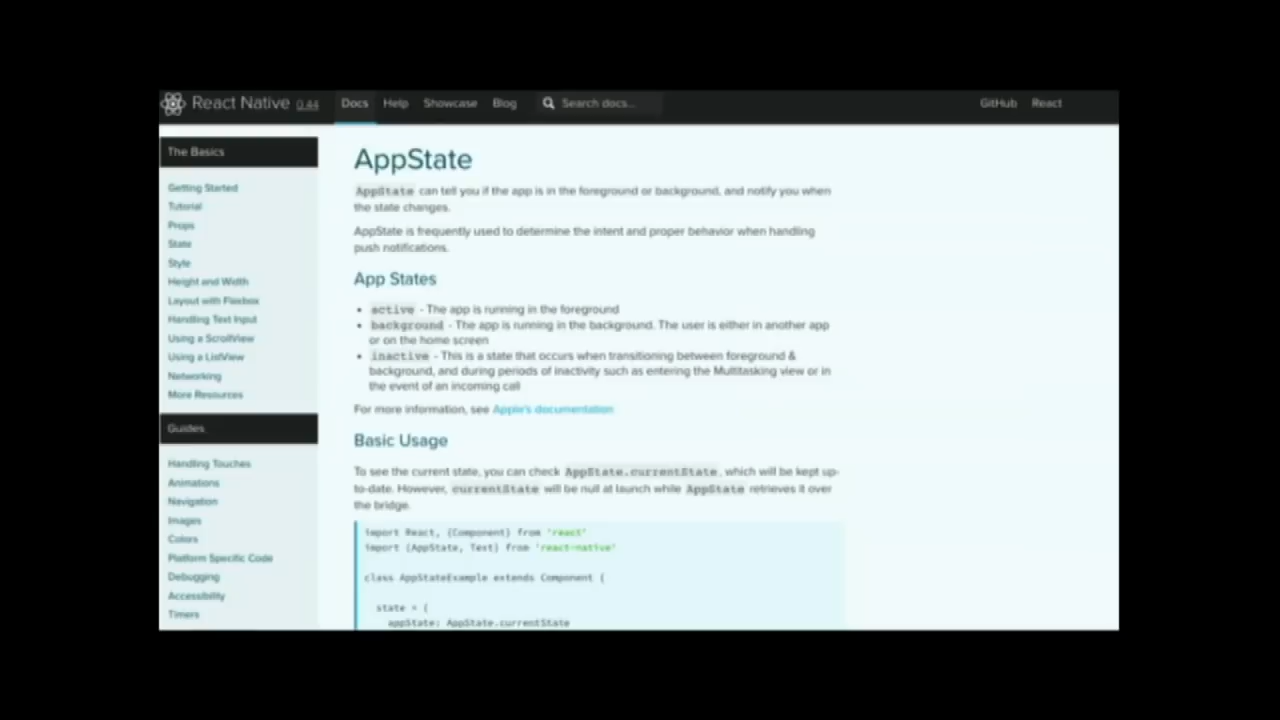 React Native 0.44 Docs Help Showcase Blog Search docs... GitHub React
The Basics
Getting Started
Tutorial
Props
State
Style
Height and Width
Layout with Flexbox
Handling Text Input
Using a ScrollView
Using a ListView
Networking
More Resources
Guides
Handling Touches
Animations
Navigation
Images
Colors
Platform Specific Code
Debugging
Accessibility
Timers
AppState
AppState can tell you if the app is in the foreground or background, and notify you when
the state changes.
AppState is frequently used to determine the intent and proper behavior when handling
push notifications.
App States
• active - The app is running in the foreground
• background - The app is running in the background. The user is either in another app
or on the home screen
• inactive - This is a state that occurs when transitioning between foreground &
background, and during periods of inactivity such as entering the Multitasking view or in
the event of an incoming call
For more information, see Apple's documentation
Basic Usage
To see the current state, you can check AppState.currentState, which will be kept up-
to-date. However, currentState will be null at launch while AppState retrieves it over
the bridge.
import React, {Component} from 'react'
import {AppState, Text} from 'react-native'
class AppStateExample extends Component {
state = {
appState: AppState.currentState